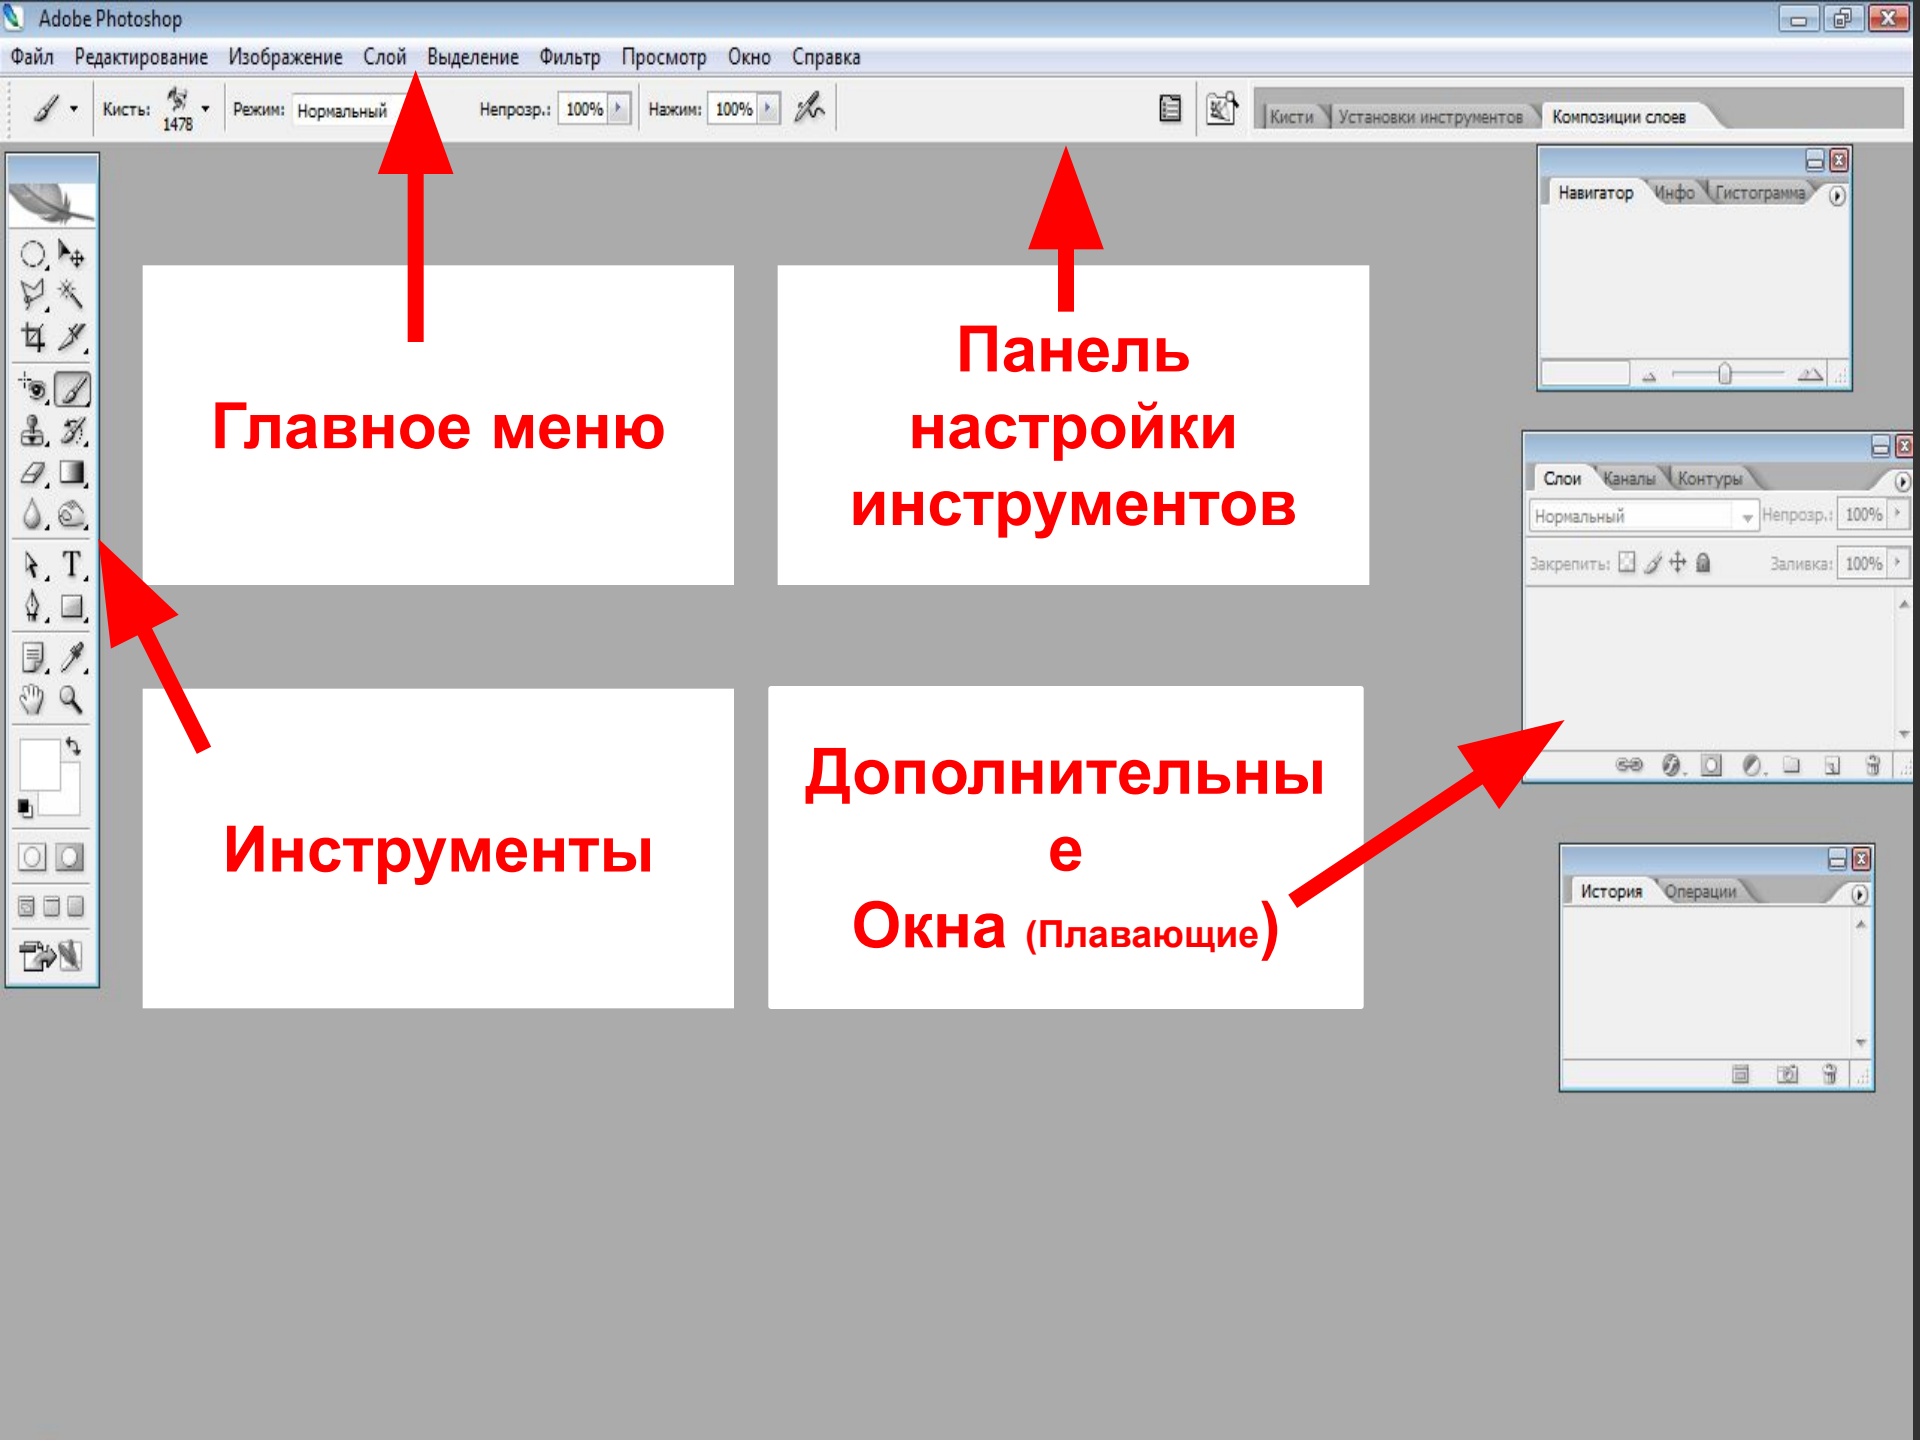 Adobe Photoshop
Файл Редактирование Изображение Слой Выделение Фильтр Просмотр Окно Справка
Кисть: 1478 Режим: Нормальный Непрозр.: 100% Нажим: 100% Кисти Установки инструментов Композиции слоев
Навигатор Инфо Гистограмма
Главное меню
Панель
настройки
инструментов
Слои Каналы Контуры
Нормальный Непрозр.: 100%
Закрепить: Заливка: 100%
T
Инструменты
Дополнительны
е
Окна (Плавающие)
История Операции